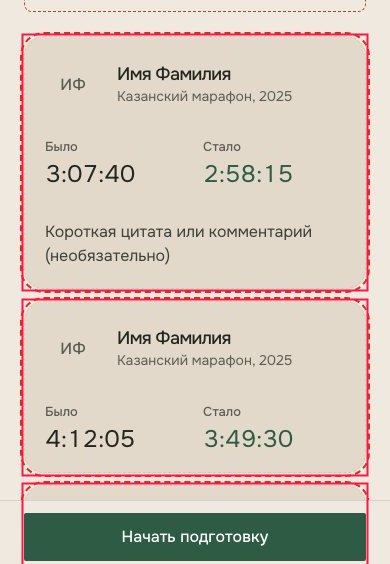 ИФ
Имя Фамилия
Казанский марафон, 2025
Было
Стало
3:07:40
2:58:15
Короткая цитата или комментарий
(необязательно)
ИФ
Имя Фамилия
Казанский марафон, 2025
Было
Стало
4:12:05
3:49:30
Начать подготовку